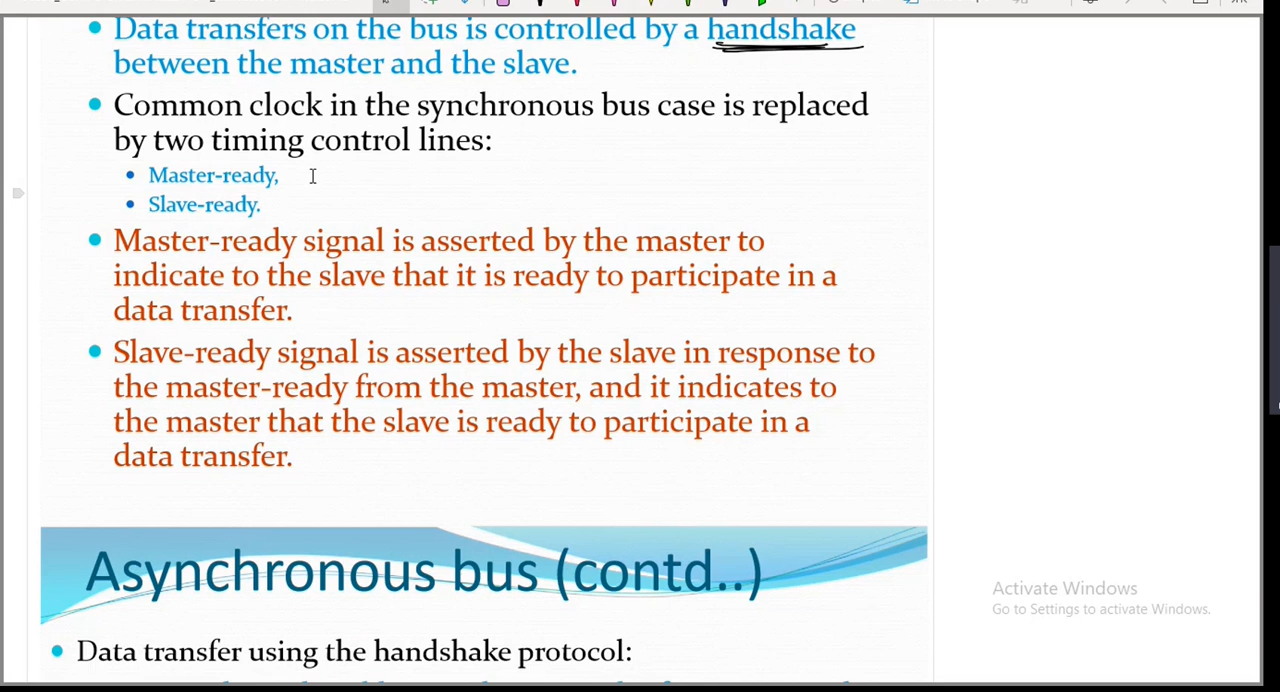 Data transfers on the bus is controlled by a handshake
between the master and the slave.
Common clock in the synchronous bus case is replaced
by two timing control lines:
Master-ready,
Slave-ready.
Master-ready signal is asserted by the master to
indicate to the slave that it is ready to participate in a
data transfer.
Slave-ready signal is asserted by the slave in response to
the master-ready from the master, and it indicates to
the master that the slave is ready to participate in a
data transfer.
Asynchronous bus (contd..)
Activate Windows
Go to Settings to activate Windows.
Data transfer using the handshake protocol: